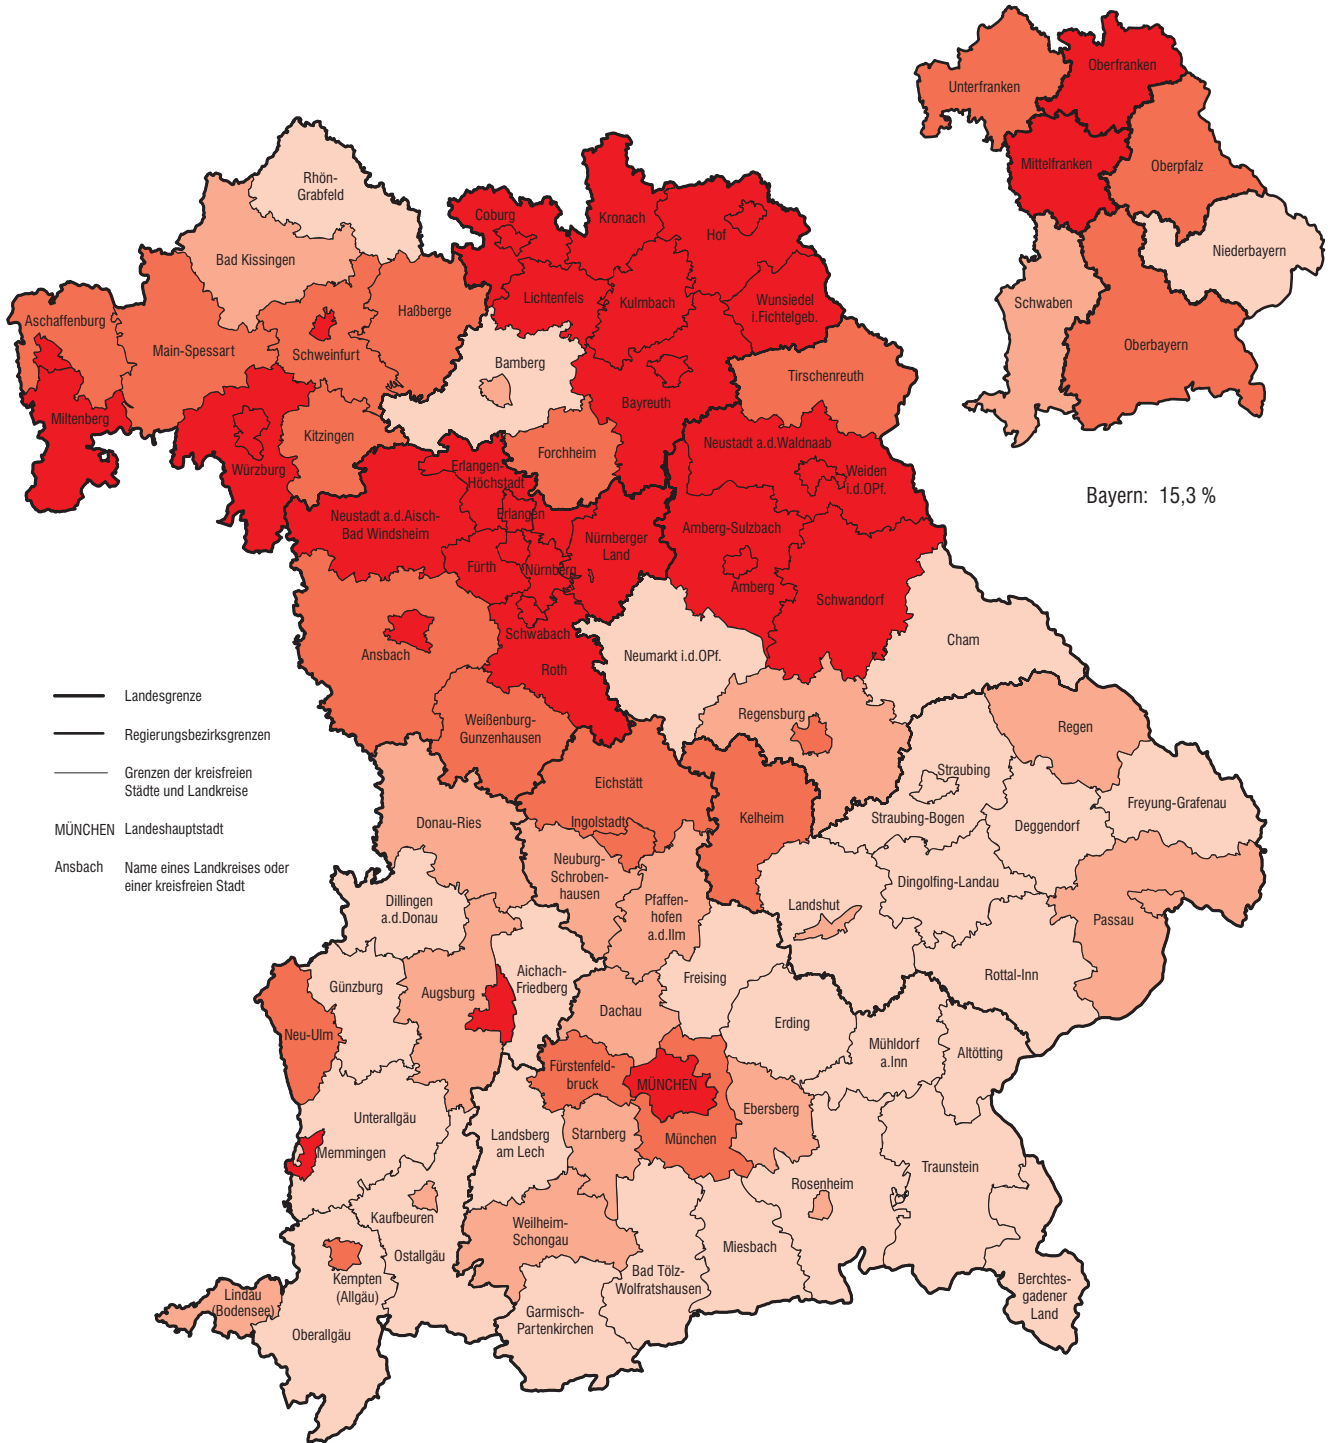 Oberfranken
Unterfranken
Mittelfranken
Oberpfalz
Niederbayern
Schwaben
Oberbayern
Bayern: 15,3 %
Rhön-
Grabfeld
Bad Kissingen
Coburg
Kronach
Hof
Lichtenfels
Kulmbach
Wunsiedel
i.Fichtelgeb.
Aschaffenburg
Main-Spessart
Schweinfurt
Haßberge
Bamberg
Tirschenreuth
Miltenberg
Bayreuth
Kitzingen
Würzburg
Forchheim
Neustadt a.d.Waldnaab
Weiden
i.d.OPf.
Erlangen-
Höchstadt
Erlangen
Neustadt a.d.Aisch-
Bad Windsheim
Nürnberger
Land
Amberg-Sulzbach
Fürth
Nürnberg
Amberg
Schwandorf
Schwabach
Ansbach
Roth
Neumarkt i.d.OPf.
Cham
Landesgrenze
Regierungsbezirksgrenzen
Grenzen der kreisfreien
Städte und Landkreise
MÜNCHEN Landeshauptstadt
Ansbach Name eines Landkreises oder
einer kreisfreien Stadt
Weißenburg-
Gunzenhausen
Regensburg
Regen
Straubing
Eichstätt
Ingolstadt
Kelheim
Straubing-Bogen
Deggendorf
Freyung-Grafenau
Donau-Ries
Neuburg-
Schroben-
hausen
Dillingen
a.d.Donau
Pfaffen-
hofen
a.d.Ilm
Landshut
Dingolfing-Landau
Passau
Rottal-Inn
Günzburg
Augsburg
Aichach-
Friedberg
Freising
Dachau
Erding
Neu-Ulm
Mühldorf
a.Inn
Altötting
Fürstenfeld-
bruck
MÜNCHEN
Ebersberg
Unterallgäu
Memmingen
Landsberg
am Lech
Starnberg
München
Rosenheim
Traunstein
Kaufbeuren
Weilheim-
Schongau
Ostallgäu
Miesbach
Kempten
(Allgäu)
Bad Tölz-
Wolfratshausen
Lindau
(Bodensee)
Oberallgäu
Garmisch-
Partenkirchen
Berchtes-
gadener
Land